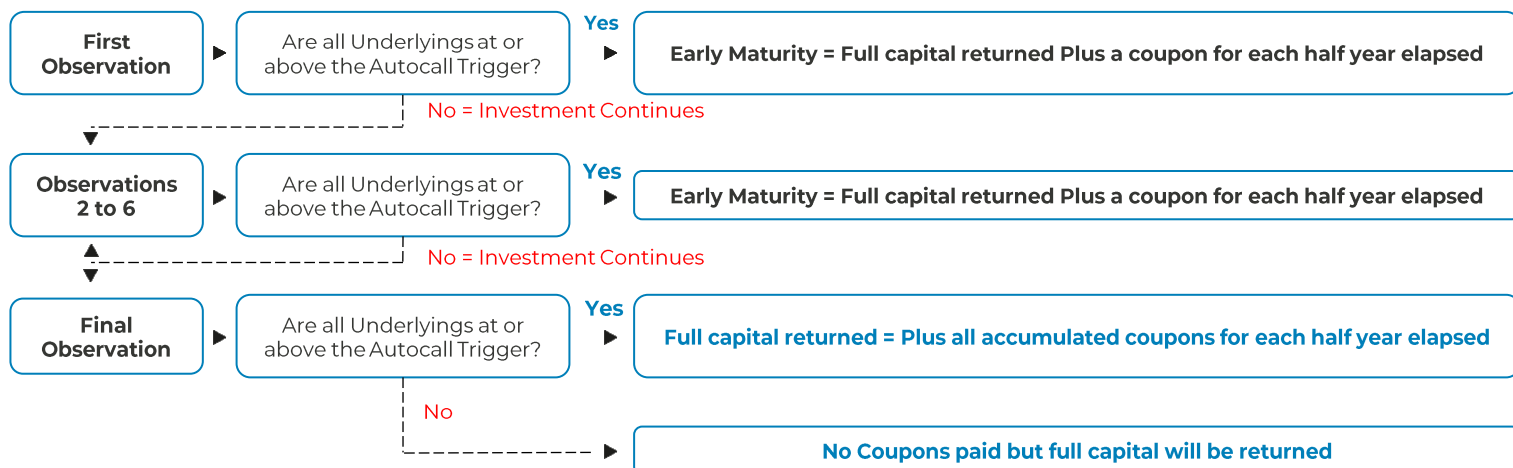 First
Observation
Are all Underlyings at or
above the Autocall Trigger?
Yes
Early Maturity = Full capital returned Plus a coupon for each half year elapsed
No = Investment Continues
Observations
2 to 6
Are all Underlyings at or
above the Autocall Trigger?
Yes
Early Maturity = Full capital returned Plus a coupon for each half year elapsed
No = Investment Continues
Final
Observation
Are all Underlyings at or
above the Autocall Trigger?
Yes
Full capital returned = Plus all accumulated coupons for each half year elapsed
No
No Coupons paid but full capital will be returned